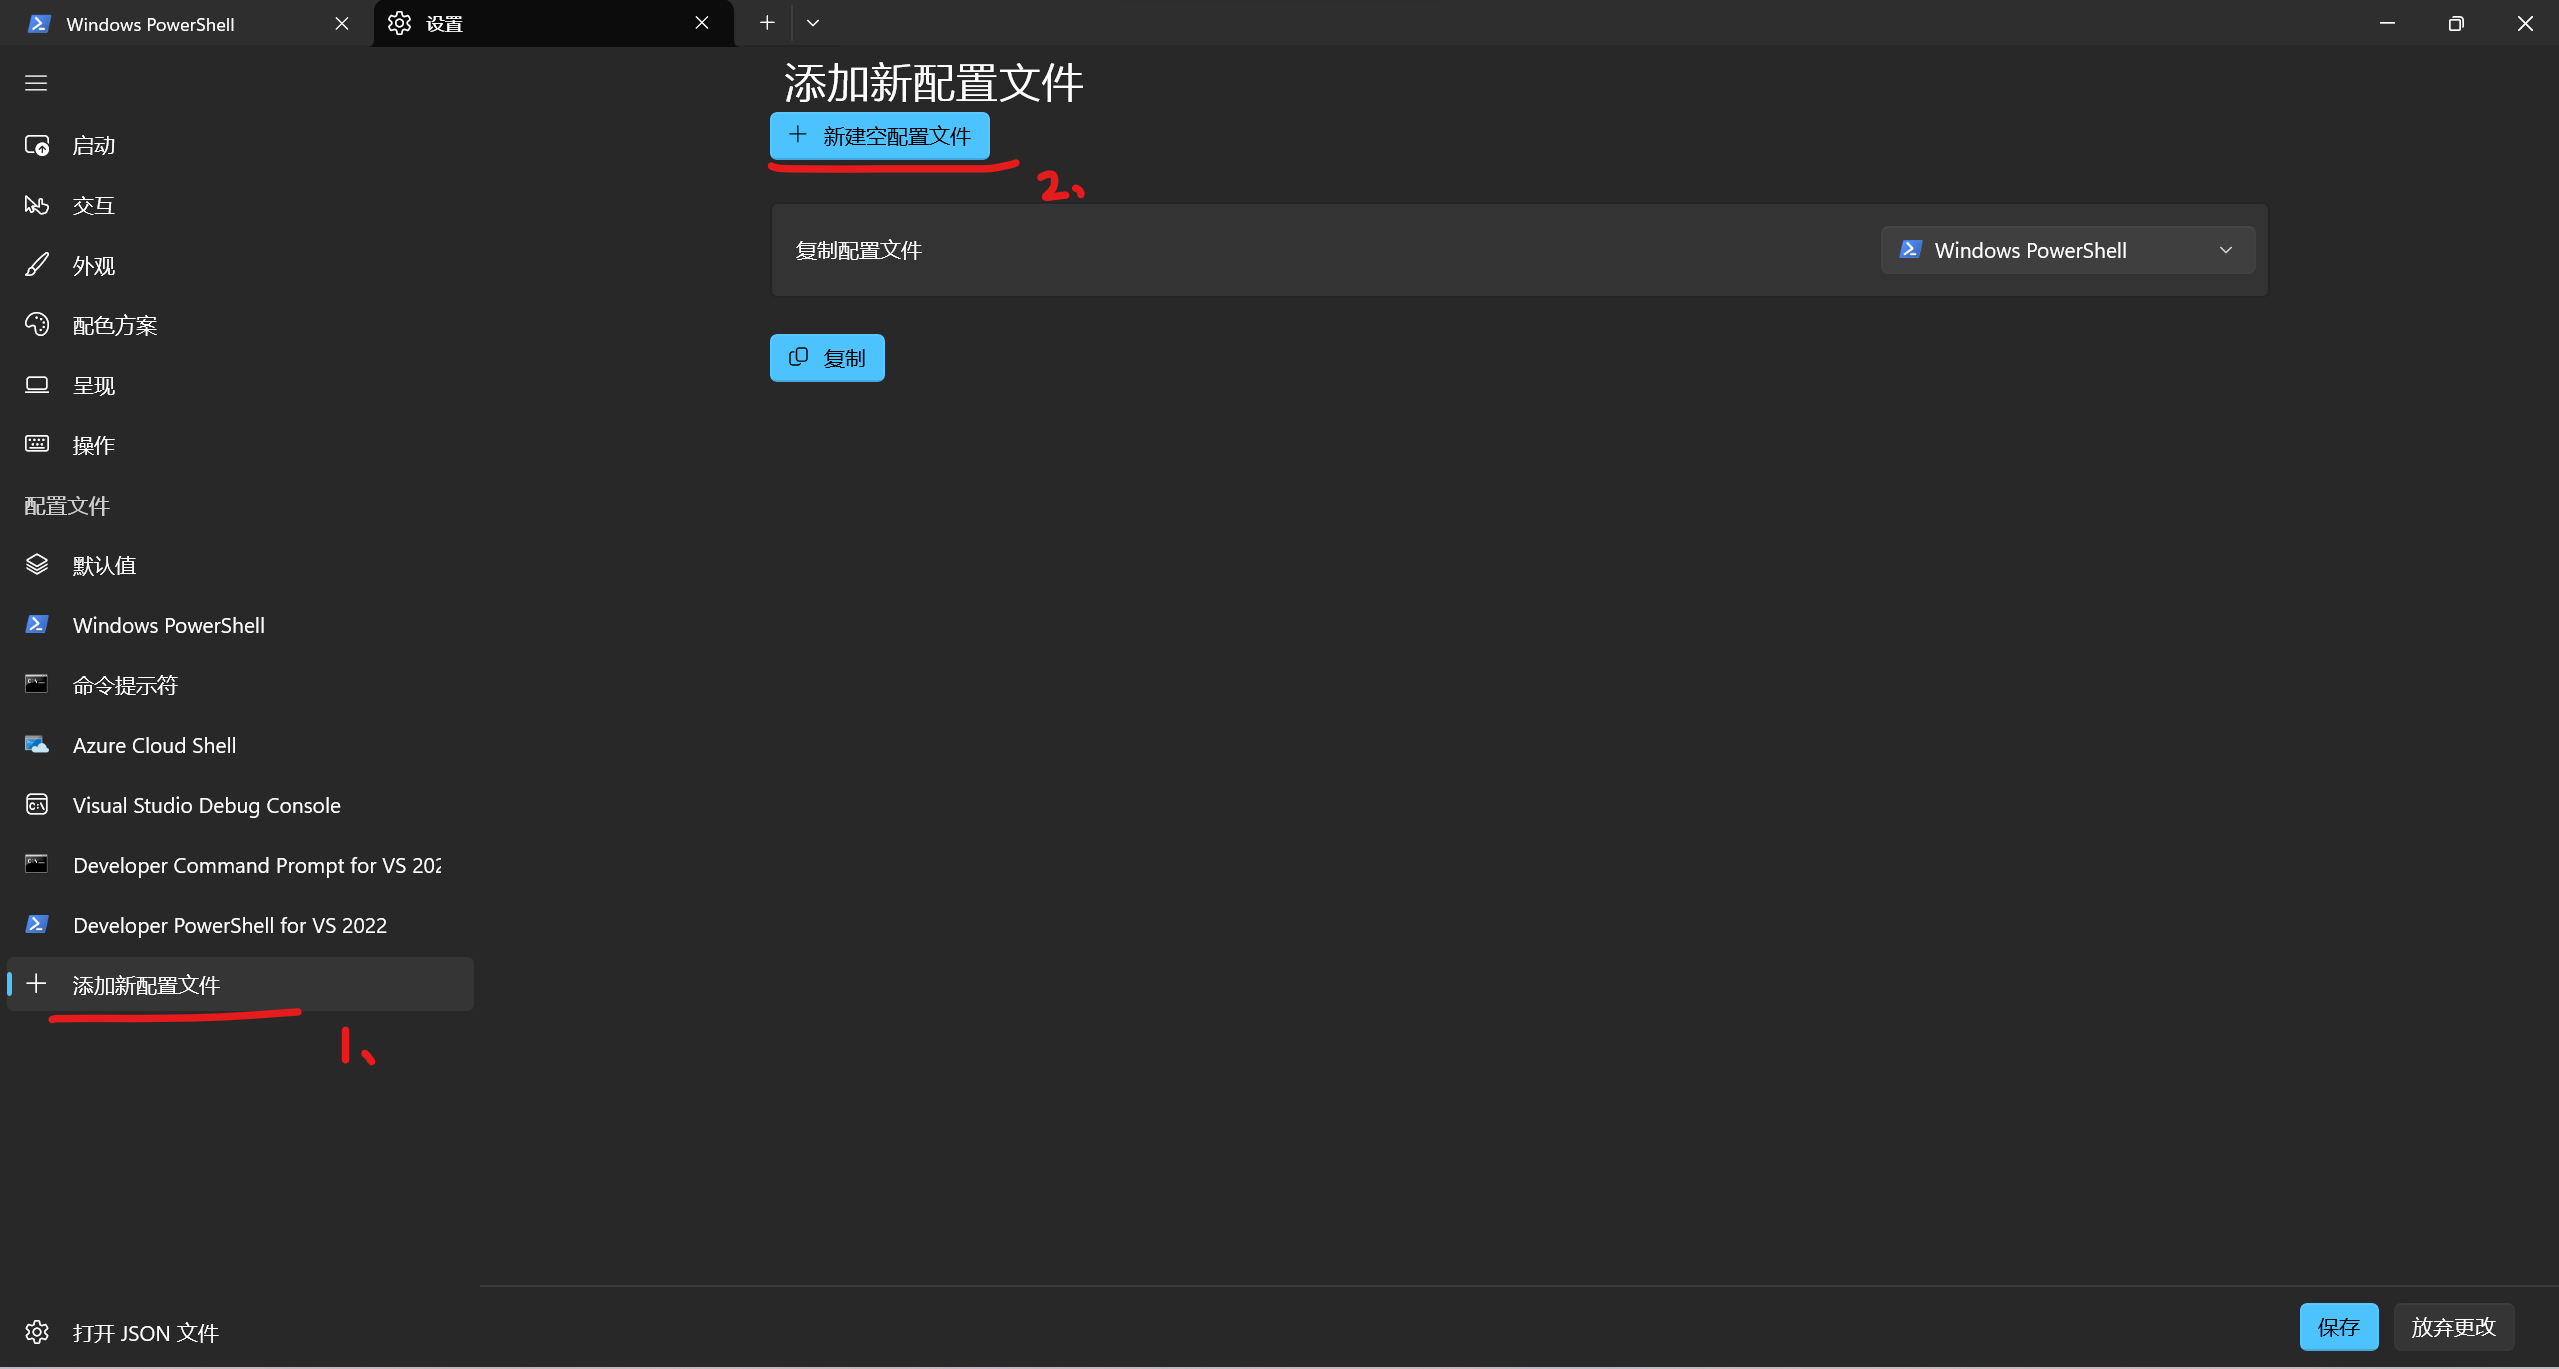 Windows PowerShell
设置
添加新配置文件
新建空配置文件
2、
复制配置文件
Windows PowerShell
复制
启动
交互
外观
配色方案
呈现
操作
配置文件
默认值
Windows PowerShell
命令提示符
Azure Cloud Shell
Visual Studio Debug Console
Developer Command Prompt for VS 202
Developer PowerShell for VS 2022
添加新配置文件
1、
打开 JSON 文件
保存
放弃更改